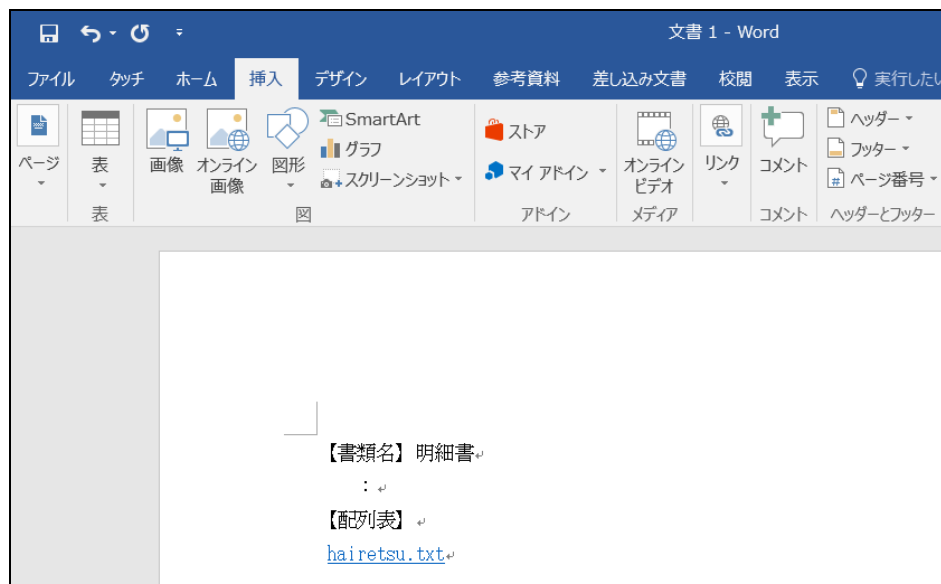 文書 1 - Word
ファイル タッチ ホーム 挿入 デザイン レイアウト 参考資料 差し込み文書 校閲 表示 実行したい
ページ
表
画像
オンライン
画像
図形
SmartArt
グラフ
スクリーンショット
ストア
マイ アドイン
オンライン
ビデオ
リンク
コメント
ヘッダー
フッター
ページ番号
表 図 アドイン メディア コメント ヘッダーとフッター
【書類名】明細書
：
【配列表】
hairetsu.txt